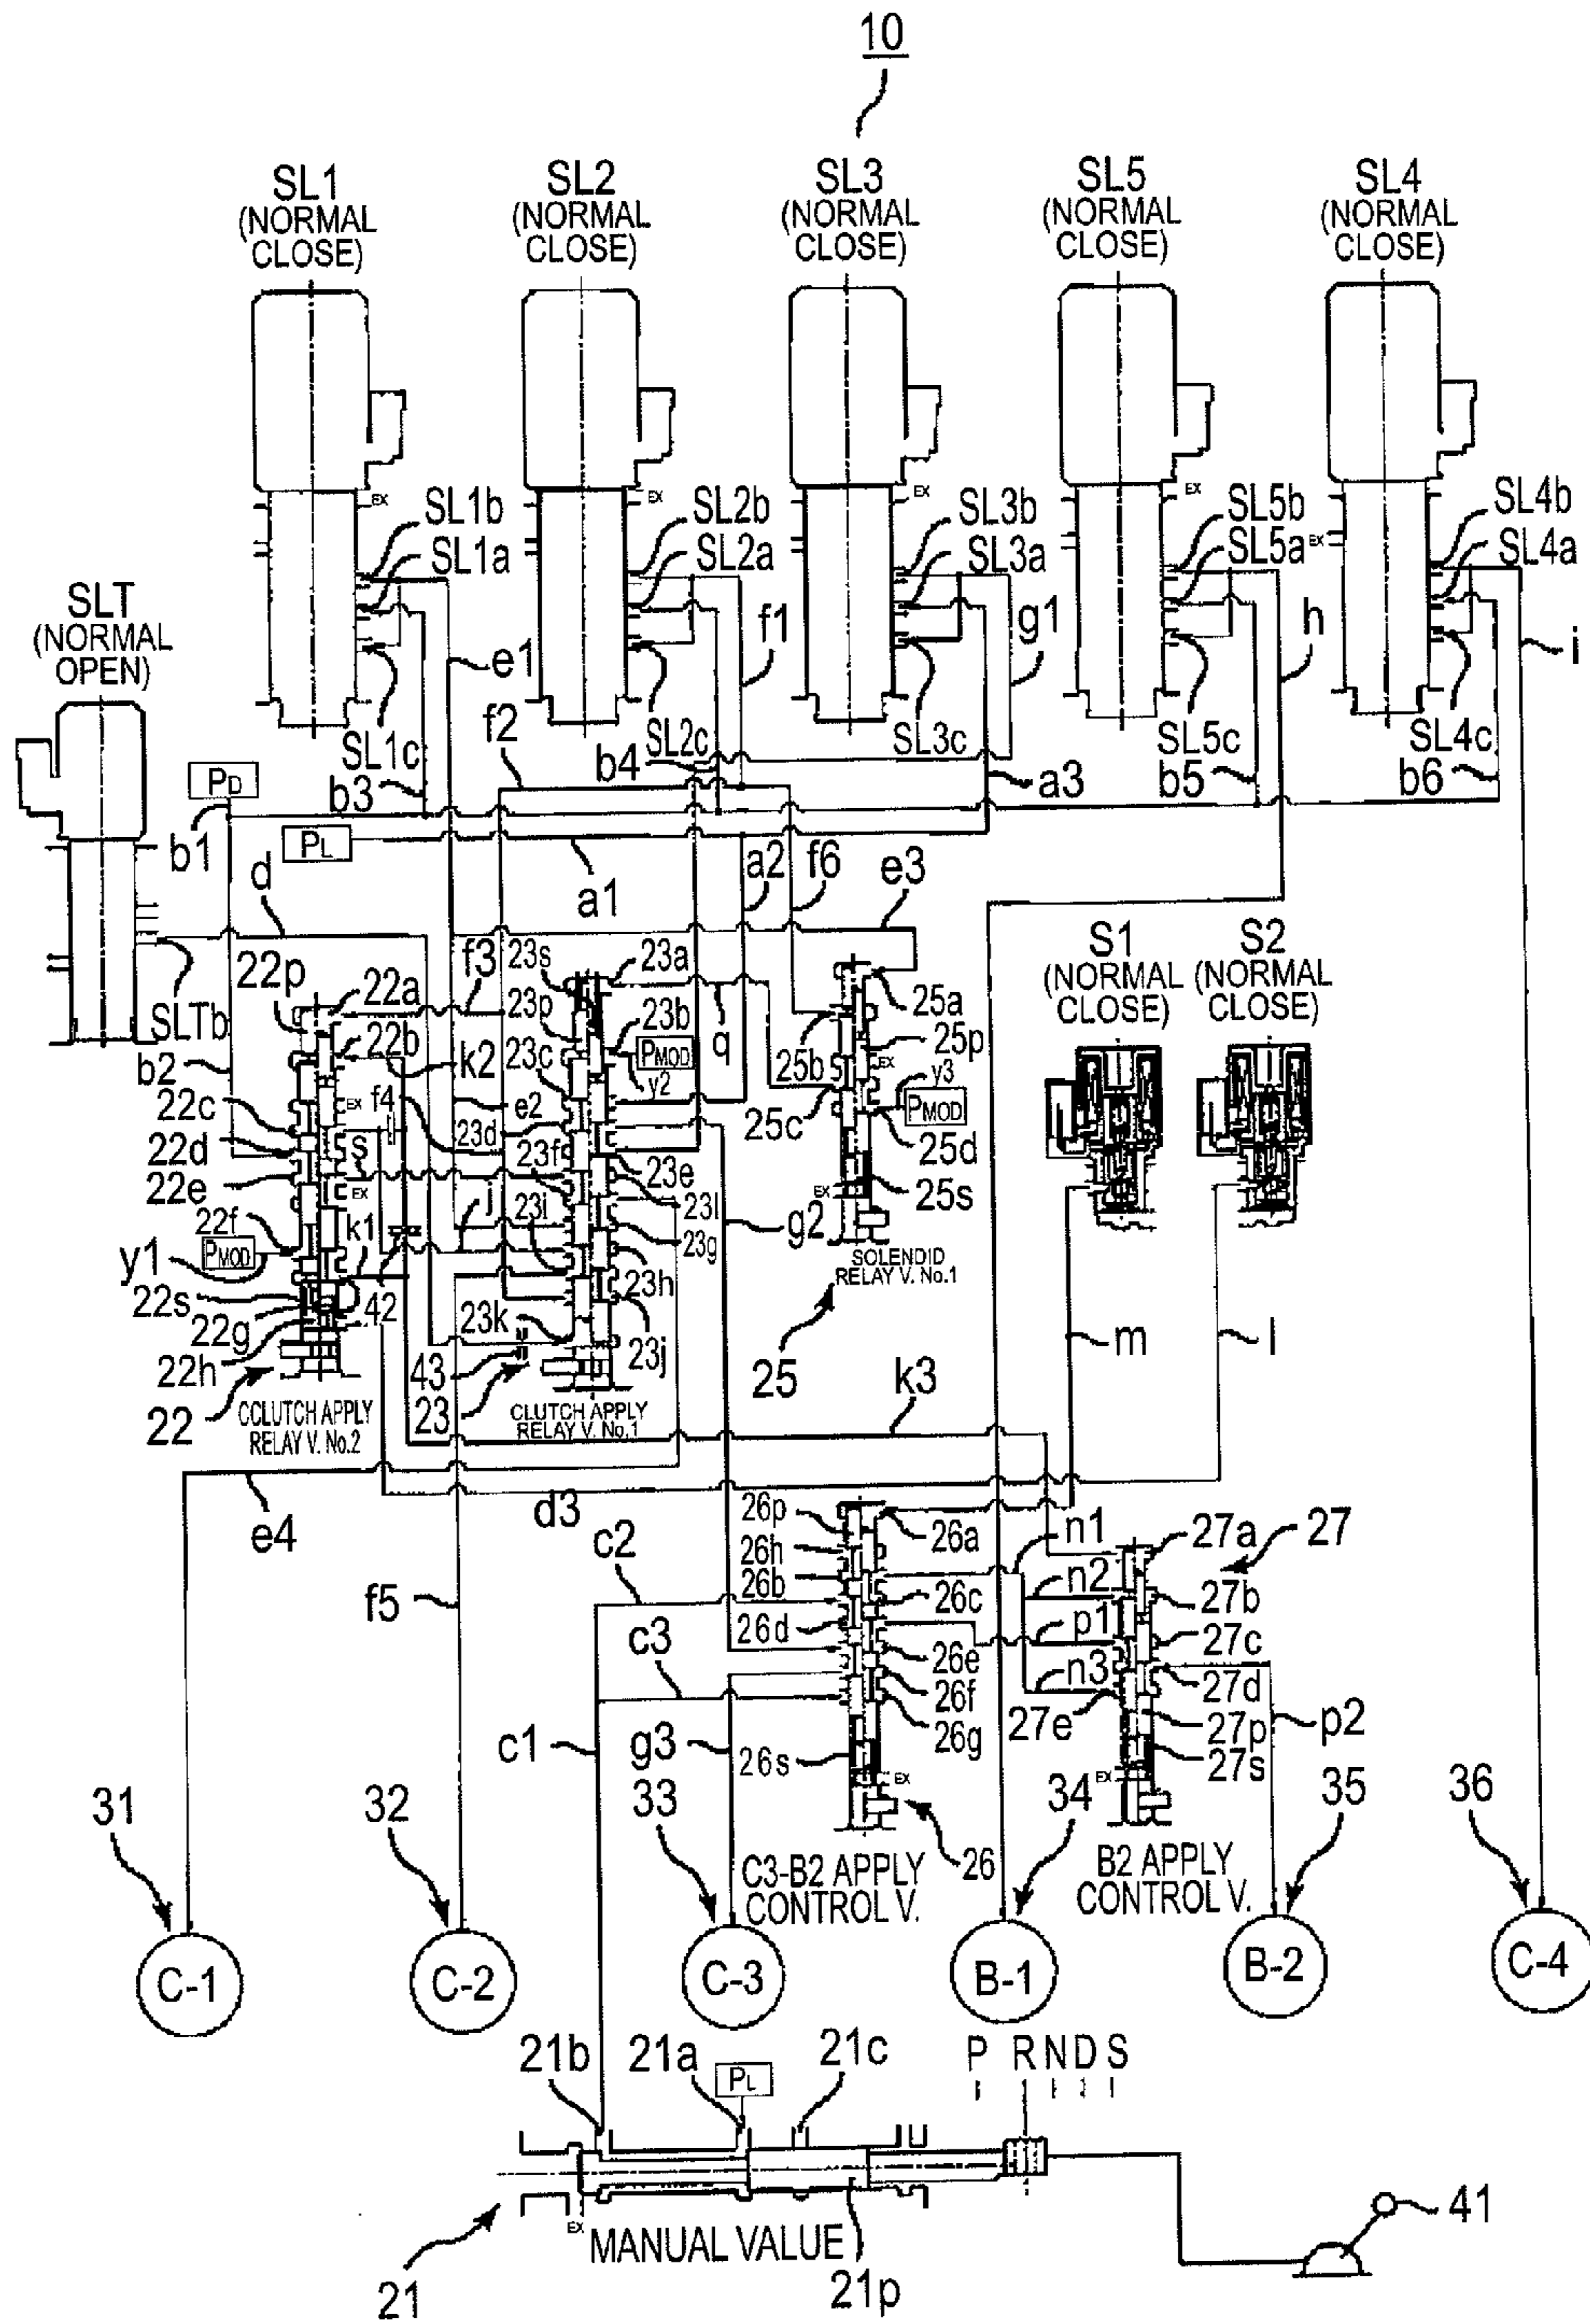 10
SL1 (NORMAL CLOSE)
SL2 (NORMAL CLOSE)
SL3 (NORMAL CLOSE)
SL5 (NORMAL CLOSE)
SL4 (NORMAL CLOSE)
EX
EX
EX
EX
SL1b
SL1a
SL2b
SL2a
SL3b
SL3a
SL5b
SL5a
SL4b
SL4a
SLT (NORMAL OPEN)
e1
f1
g1
h
i
SL1c
f2
SL2c
SL3c
SL5c
SL4c
PD
b3
b4
a3
b5
b6
b1
PL
d
a1
a2
f6
e3
S1 (NORMAL CLOSE)
S2 (NORMAL CLOSE)
SLTb
22p
22a
f3
23s
23a
25a
23p
23b
q
25b
25p
EX
b2
22b
k2
23c
PMOD
y2
y3
22c
EX
f4
e2
23d
25c
PMOD
22d
S
25d
22e
EX
23f
23e
25s
EX
22f
k1
23i
j
23l
23g
g2
PMOD
y1
SOLENDID RELAY V. No.1
22s
42
23h
22g
23k
22h
43
23j
25
m
l
22
23
CCLUTCH APPLY RELAY V. No.2
CLUTCH APPLY RELAY V. No.1
k3
e4
d3
26p
26a
n1
27a
27
26h
c2
26b
26c
n2
27b
f5
26d
p1
27c
c3
26e
n3
27d
26f
27e
27p
p2
c1
g3
26g
26s
27s
EX
EX
31
32
33
34
35
36
26
C3-B2 APPLY CONTROL V.
B2 APPLY CONTROL V.
C-1
C-2
C-3
B-1
B-2
C-4
21b
21a
21c
P R N D S
PL
EX
41
MANUAL VALUE
21
21p